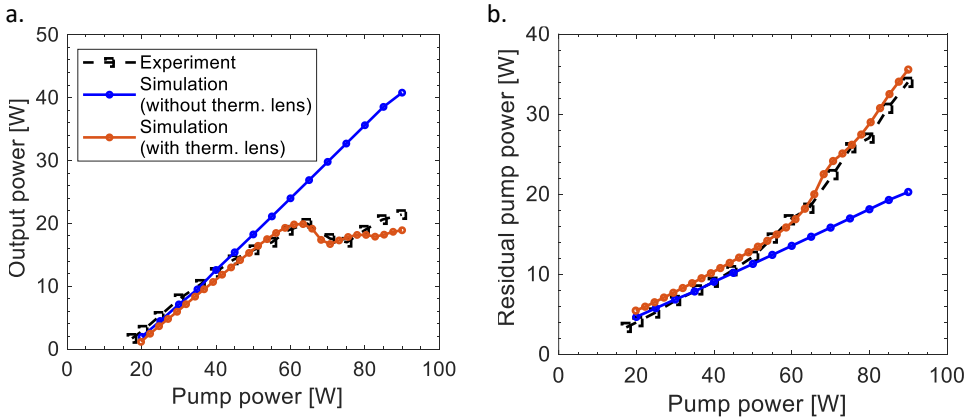 a.
Output power [W]
50
40
30
20
10
0
Experiment
Simulation
(without therm. lens)
Simulation
(with therm. lens)
0 20 40 60 80 100
Pump power [W]
b.
Residual pump power [W]
40
30
20
10
0
0 20 40 60 80 100
Pump power [W]